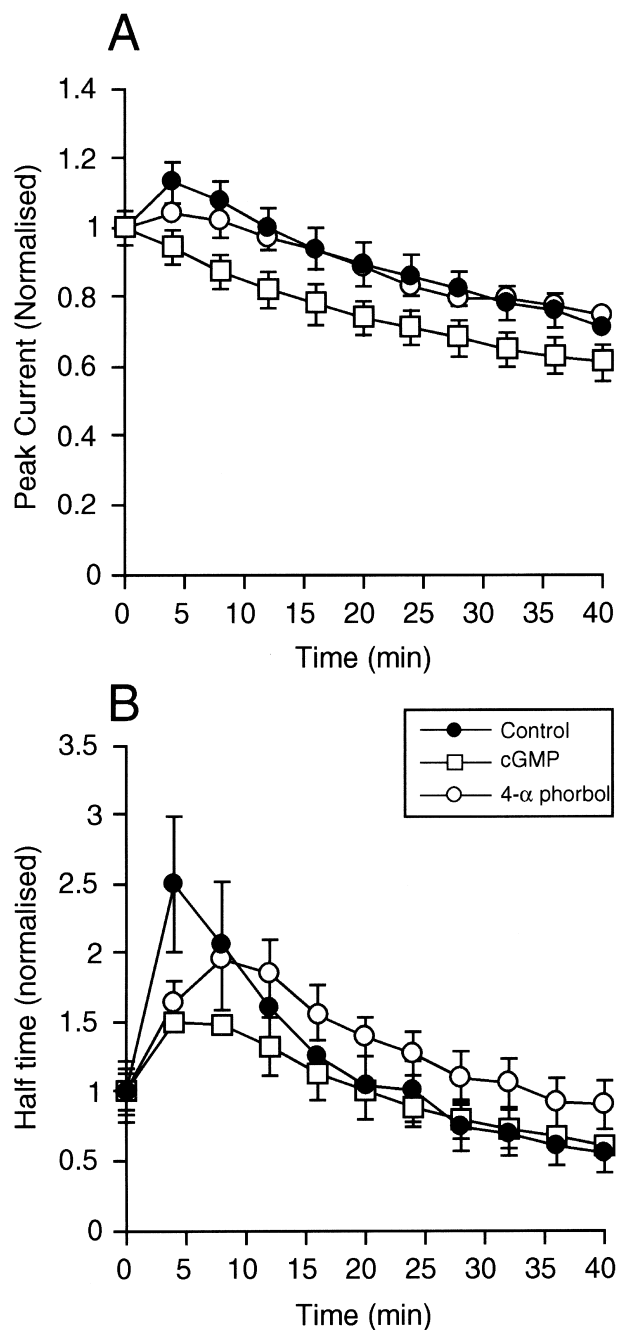 A
1.4
1.2
1
0.8
0.6
0.4
0.2
0
Peak Current (Normalised)
0 5 10 15 20 25 30 35 40
Time (min)
B
3.5
3
2.5
2
1.5
1
0.5
0
Half time (normalised)
Control
cGMP
4-α phorbol
0 5 10 15 20 25 30 35 40
Time (min)